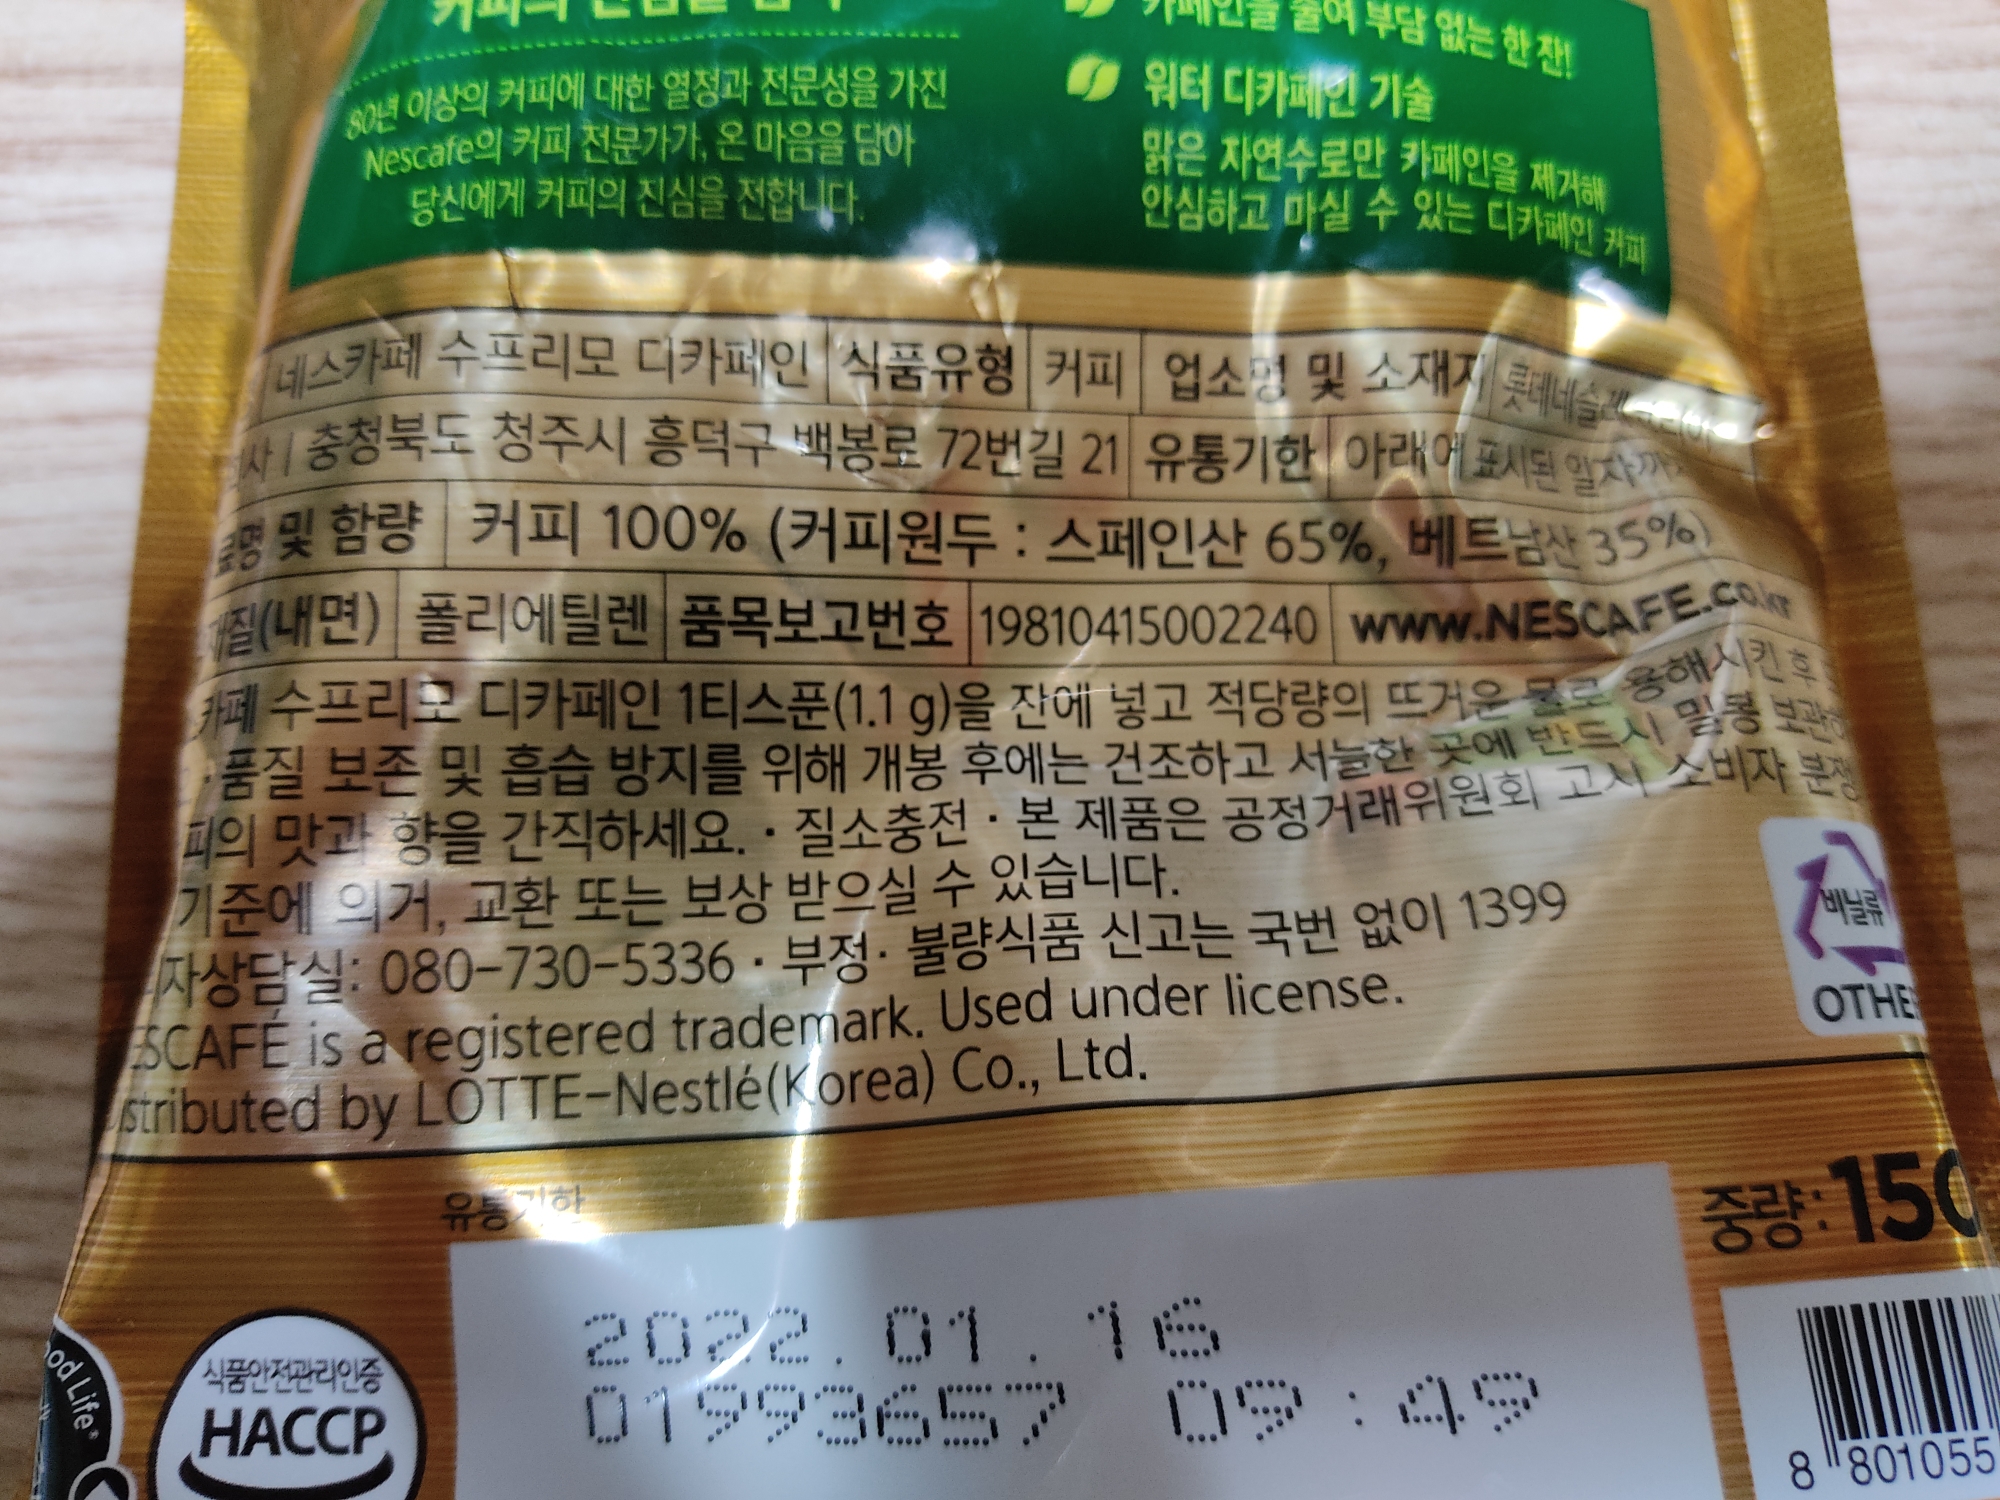 80년 이상의 커피에 대한 열정과 전문성을 가진
Nescafe의 커피 전문가가, 온 마음을 담아
당신에게 커피의 진심을 전합니다.
카페인을 줄여 부담 없는 한 잔!
워터 디카페인 기술
맑은 자연수로만 카페인을 제거해
안심하고 마실 수 있는 디카페인 커피
네스카페 수프리모 디카페인 식품유형 커피 업소명 및 소재지 롯데네슬레
충청북도 청주시 흥덕구 백봉로 72번길 21 유통기한 아래에 표시된 일자까지
및 함량 커피 100% (커피원두 : 스페인산 65%, 베트남산 35%)
재질(내면) 폴리에틸렌 품목보고번호 19810415002240 www.NESCAFE.co.kr
카페 수프리모 디카페인 1티스푼(1.1 g)을 잔에 넣고 적당량의 뜨거운 물로 용해시킨 후
· 품질 보존 및 흡습 방지를 위해 개봉 후에는 건조하고 서늘한 곳에 반드시 밀봉 보관하
피의 맛과 향을 간직하세요. · 질소충전 · 본 제품은 공정거래위원회 고시 소비자 분쟁
기준에 의거, 교환 또는 보상 받으실 수 있습니다.
자상담실: 080-730-5336 · 부정· 불량식품 신고는 국번 없이 1399
ESCAFÉ is a registered trademark. Used under license.
istributed by LOTTE-Nestlé(Korea) Co., Ltd.
비닐류
OTHE
유통기한
중량: 150
2022.01.16
01993657 09:49
식품안전관리인증
HACCP
od Life
8 801055